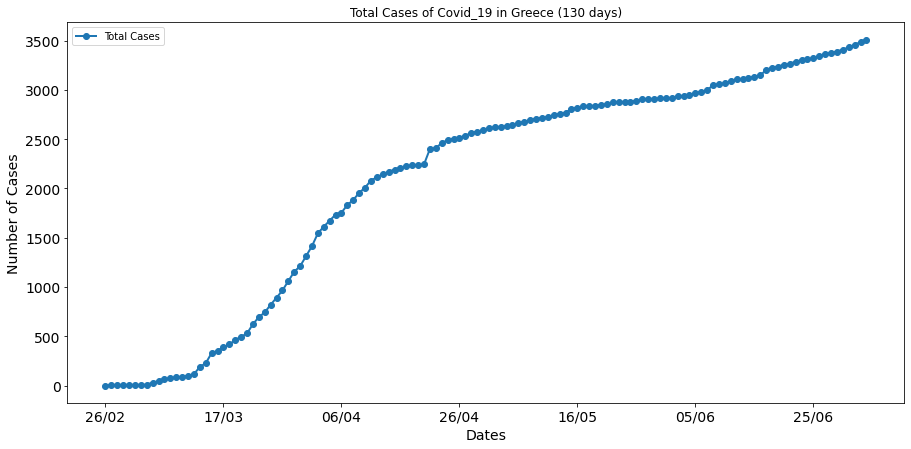 Total Cases of Covid_19 in Greece (130 days)
Total Cases
3500
3000
2500
2000
1500
1000
500
0
Number of Cases
26/02 17/03 06/04 26/04 16/05 05/06 25/06
Dates